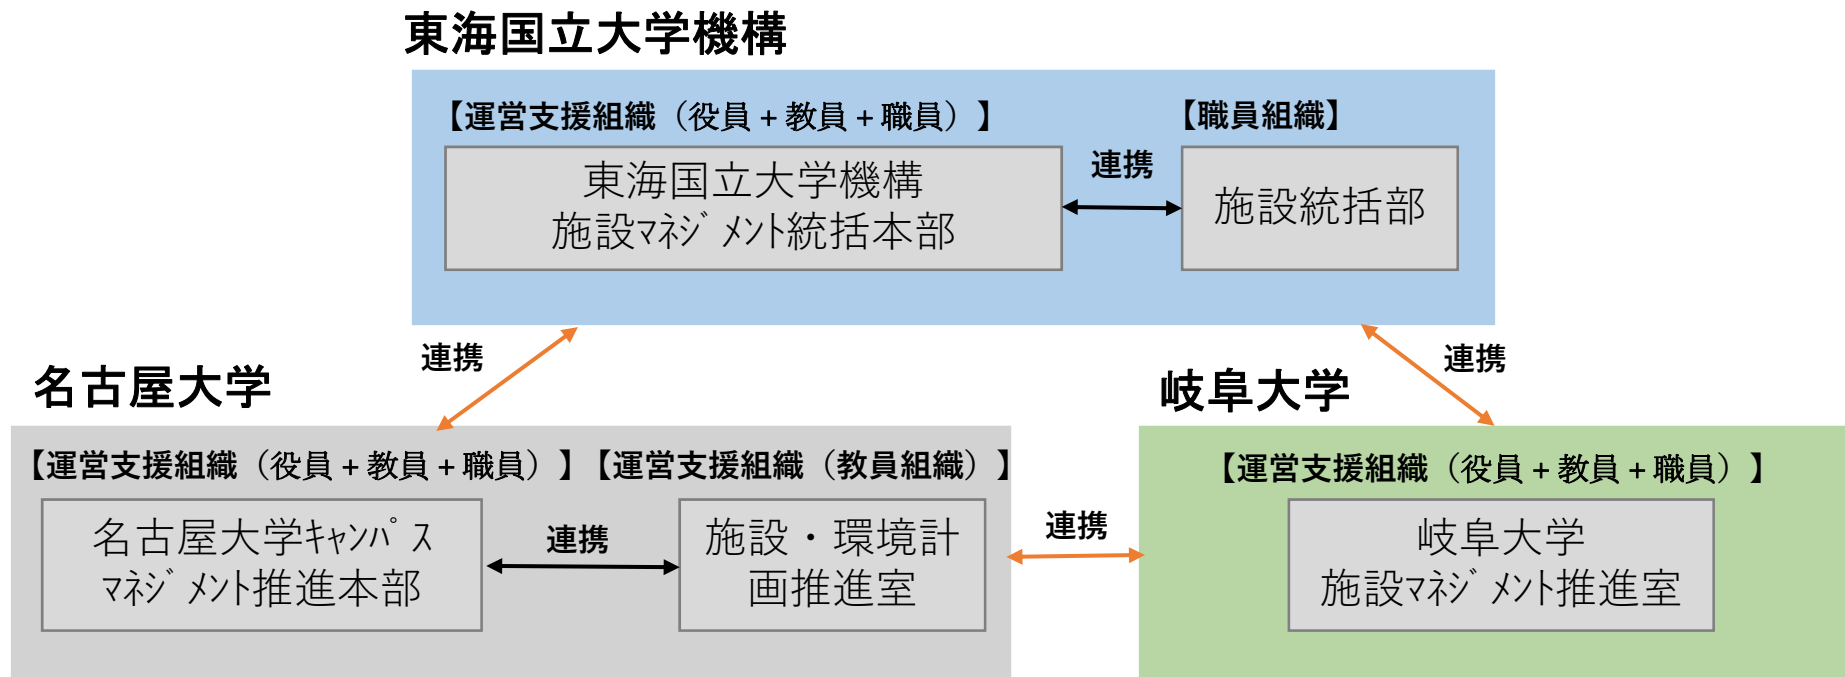 東海国立大学機構
【運営支援組織（役員+教員+職員）】
【職員組織】
東海国立大学機構
施設ﾏﾈｼﾞﾒﾝﾄ統括本部
連携
施設統括部
連携
連携
名古屋大学
岐阜大学
【運営支援組織（役員+教員+職員）】
【運営支援組織（教員組織）】
名古屋大学ｷｬﾝﾊﾟｽ
ﾏﾈｼﾞﾒﾝﾄ推進本部
連携
施設・環境計
画推進室
連携
【運営支援組織（役員+教員+職員）】
岐阜大学
施設ﾏﾈｼﾞﾒﾝﾄ推進室